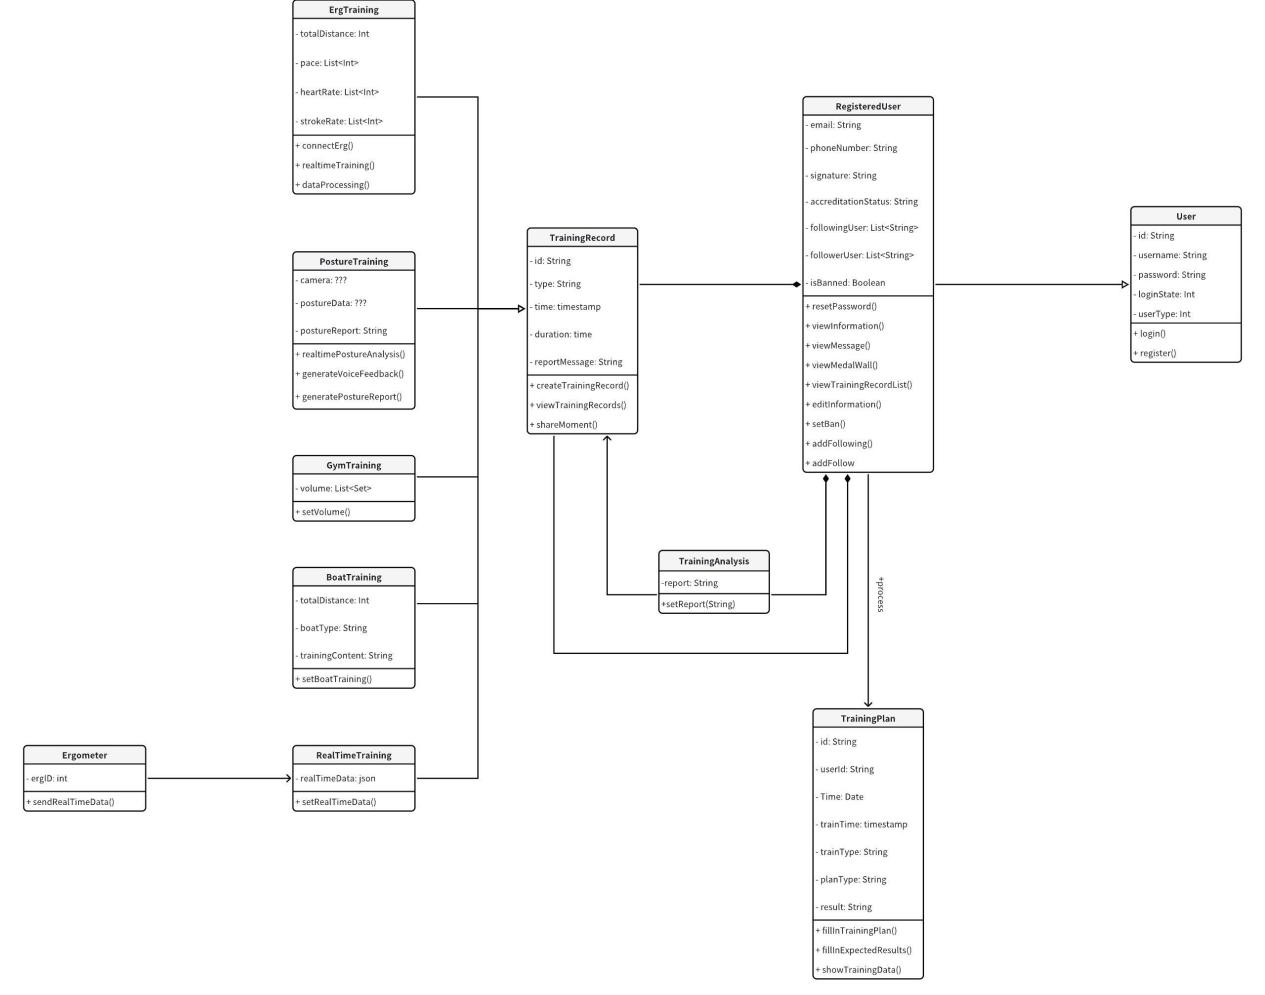 ErgTraining
- totalDistance: Int
- pace: List<Int>
- heartRate: List<Int>
- strokeRate: List<Int>
+ connectErg()
+ realtimeTraining()
+ dataProcessing()
PostureTraining
- camera: ???
- postureData: ???
- postureReport: String
+ realtimePostureAnalysis()
+ generateVoiceFeedback()
+ generatePostureReport()
GymTraining
- volume: List<Set>
+ setVolume()
BoatTraining
- totalDistance: Int
- boatType: String
- trainingContent: String
+ setBoatTraining()
Ergometer
- ergID: int
+ sendRealTimeData()
RealTimeTraining
- realTimeData: json
+ setRealTimeData()
TrainingRecord
- id: String
- type: String
- time: timestamp
- duration: time
- reportMessage: String
+ createTrainingRecord()
+ viewTrainingRecords()
+ shareMoment()
TrainingAnalysis
-report: String
+setReport(String)
RegisteredUser
- email: String
- phoneNumber: String
- signature: String
- accreditationStatus: String
- followingUser: List<String>
- followerUser: List<String>
- isBanned: Boolean
+ resetPassword()
+ viewInformation()
+ viewMessage()
+ viewMedalWall()
+ viewTrainingRecordList()
+ editInformation()
+ setBan()
+ addFollowing()
+ addFollow
+process
TrainingPlan
- id: String
- userId: String
- Time: Date
- trainTime: timestamp
- trainType: String
- planType: String
- result: String
+ fillInTrainingPlan()
+ fillInExpectedResults()
+ showTrainingData()
User
- id: String
- username: String
- password: String
- loginState: Int
- userType: Int
+ login()
+ register()